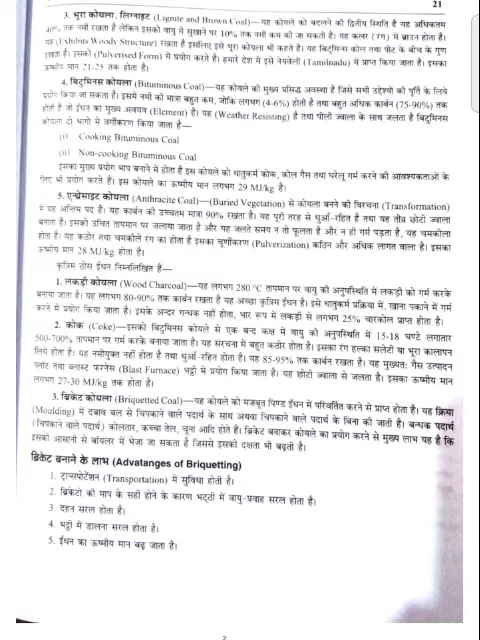 21
3. भूरा कोयला, लिग्नाइट (Lignite and Brown Coal)—यह कोयले को बदलने की द्वितीय स्थिति है यह अधिकतम
40% तक नमी रखता है लेकिन इसको वायु में सुखाने पर 10% तक नमी कम की जा सकती है। यह कलर (रंग) में ब्राउन होता है।
यह (Exhibits Woody Structure) रखता है इसलिए इसे भूरा कोयला भी कहते है। यह बिटुमिन्स कोल तथा पीट के बीच के गुण
रखता है। इसको (Pulverised Form) में प्रयोग करते है। हमारे देश में इसे नेयवेली (Tamilnadu) में प्राप्त किया जाता है। इसका
ऊष्मीय मान 21-25 तक होता है।
4. बिटुमिनस कोयला (Bituminous Coal)—यह कोयले की मुख्य प्रसिद्ध अवस्था है जिसे सभी उद्देश्यों की पूर्ति के लिये
प्रयोग किया जा सकता है। इसमें नमी की मात्रा बहुत कम, जोकि लगभग (4-6%) होती है तथा बहुत अधिक कार्बन (75-90%) तक
होती है जो ईंधन का मुख्य अवयव (Element) है। यह (Weather Resisting) है तथा पीली ज्वाला के साथ जलता है बिटुमिनस
कोयला दो भागो में वर्गीकरण किया जाता है—
(i) Cooking Bituminous Coal
(ii) Non-cooking Bituminous Coal
इसका मुख्य प्रयोग भाप बनाने में होता है इस कोयले को धातुकर्म कोक, कोल गैस तथा घरेलू गर्म करने की आवश्यकताओं के
लिए भी प्रयोग करते हैं। इस कोयले का ऊष्मीय मान लगभग 29 MJ/kg है।
5. एन्थ्रेसाइट कोयला (Anthracite Coal)—(Buried Vegetation) से कोयला बनने की विरचना (Transformation)
में यह अन्तिम पद है। यह कार्बन की उच्चतम मात्रा 90% रखता है। यह पूरी तरह से धुआँ-रहित है तथा यह तीव्र छोटी ज्वाला
बनाता है। इसको उचित तापमान पर जलाया जाता है और यह जलते समय न तो फूलता है और न ही गर्म पड़ता है, यह चमकीला
होता है। यह कठोर तथा चमकीले रंग का होता है इसका चूर्णीकरण (Pulverization) कठिन और अधिक लागत वाला है। इसका
ऊष्मीय मान 28 MJ/kg होता है।
कृत्रिम ठोस ईंधन निम्नलिखित है—
1. लकड़ी कोयला (Wood Charcoal)—यह लगभग 280 °C तापमान पर वायु की अनुपस्थिति में लकड़ी को गर्म करके
बनाया जाता है। यह लगभग 80-90% तक कार्बन रखता है यह अच्छा कृत्रिम ईंधन है। इसे धातुकर्म प्रक्रिया में, खाना पकाने में गर्म
करने में प्रयोग किया जाता है। इसके अन्दर गन्धक नहीं होता, भार रूप में लकड़ी से लगभग 25% चारकोल प्राप्त होता है।
2. कोक (Coke)—इसको बिटुमिनस कोयले से एक बन्द कक्ष में वायु की अनुपस्थिति में 15-18 घण्टे लगातार
500-700% तापमान पर गर्म करके बनाया जाता है। यह संरचना में बहुत कठोर होता है। इसका रंग हल्का सलेटी या भूरा कालापन
लिये होता है। यह नमीयुक्त नहीं होता है तथा धुआँ-रहित होता है। यह 85-95% तक कार्बन रखता है। यह मुख्यतः गैस उत्पादन
प्लांट तथा ब्लास्ट फरनेस (Blast Furnace) भट्टी में प्रयोग किया जाता है। यह छोटी ज्वाला से जलता है। इसका ऊष्मीय मान
लगभग 27-30 MJ/kg तक होता है।
3. ब्रिकेट कोयला (Briquetted Coal)—यह कोयले को मजबूत पिण्ड ईंधन में परिवर्तित करने से प्राप्त होता है। यह क्रिया
(Moulding) में दबाव बल से चिपकाने वाले पदार्थ के साथ अथवा चिपकाने वाले पदार्थ के बिना की जाती है। बन्धक पदार्थ
(चिपकाने वाले पदार्थ) कोलतार, कच्चा तेल, चूना आदि होते हैं। ब्रिकेट बनाकर कोयले का प्रयोग करने से मुख्य लाभ यह है कि
इसको आसानी से बॉयलर में भेजा जा सकता है जिससे इसकी दक्षता भी बढ़ती है।
ब्रिकेट बनाने के लाभ (Advatanges of Briquetting)
1. ट्रान्सपोर्टेशन (Transportation) में सुविधा होती है।
2. ब्रिकेटों की माप के सही होने के कारण भट्‌ठी में वायु-प्रवाह सरल होता है।
3. दहन सरल होता है।
4. भट्टी में डालना सरल होता है।
5. ईंधन का ऊष्मीय मान बढ़ जाता है।
2